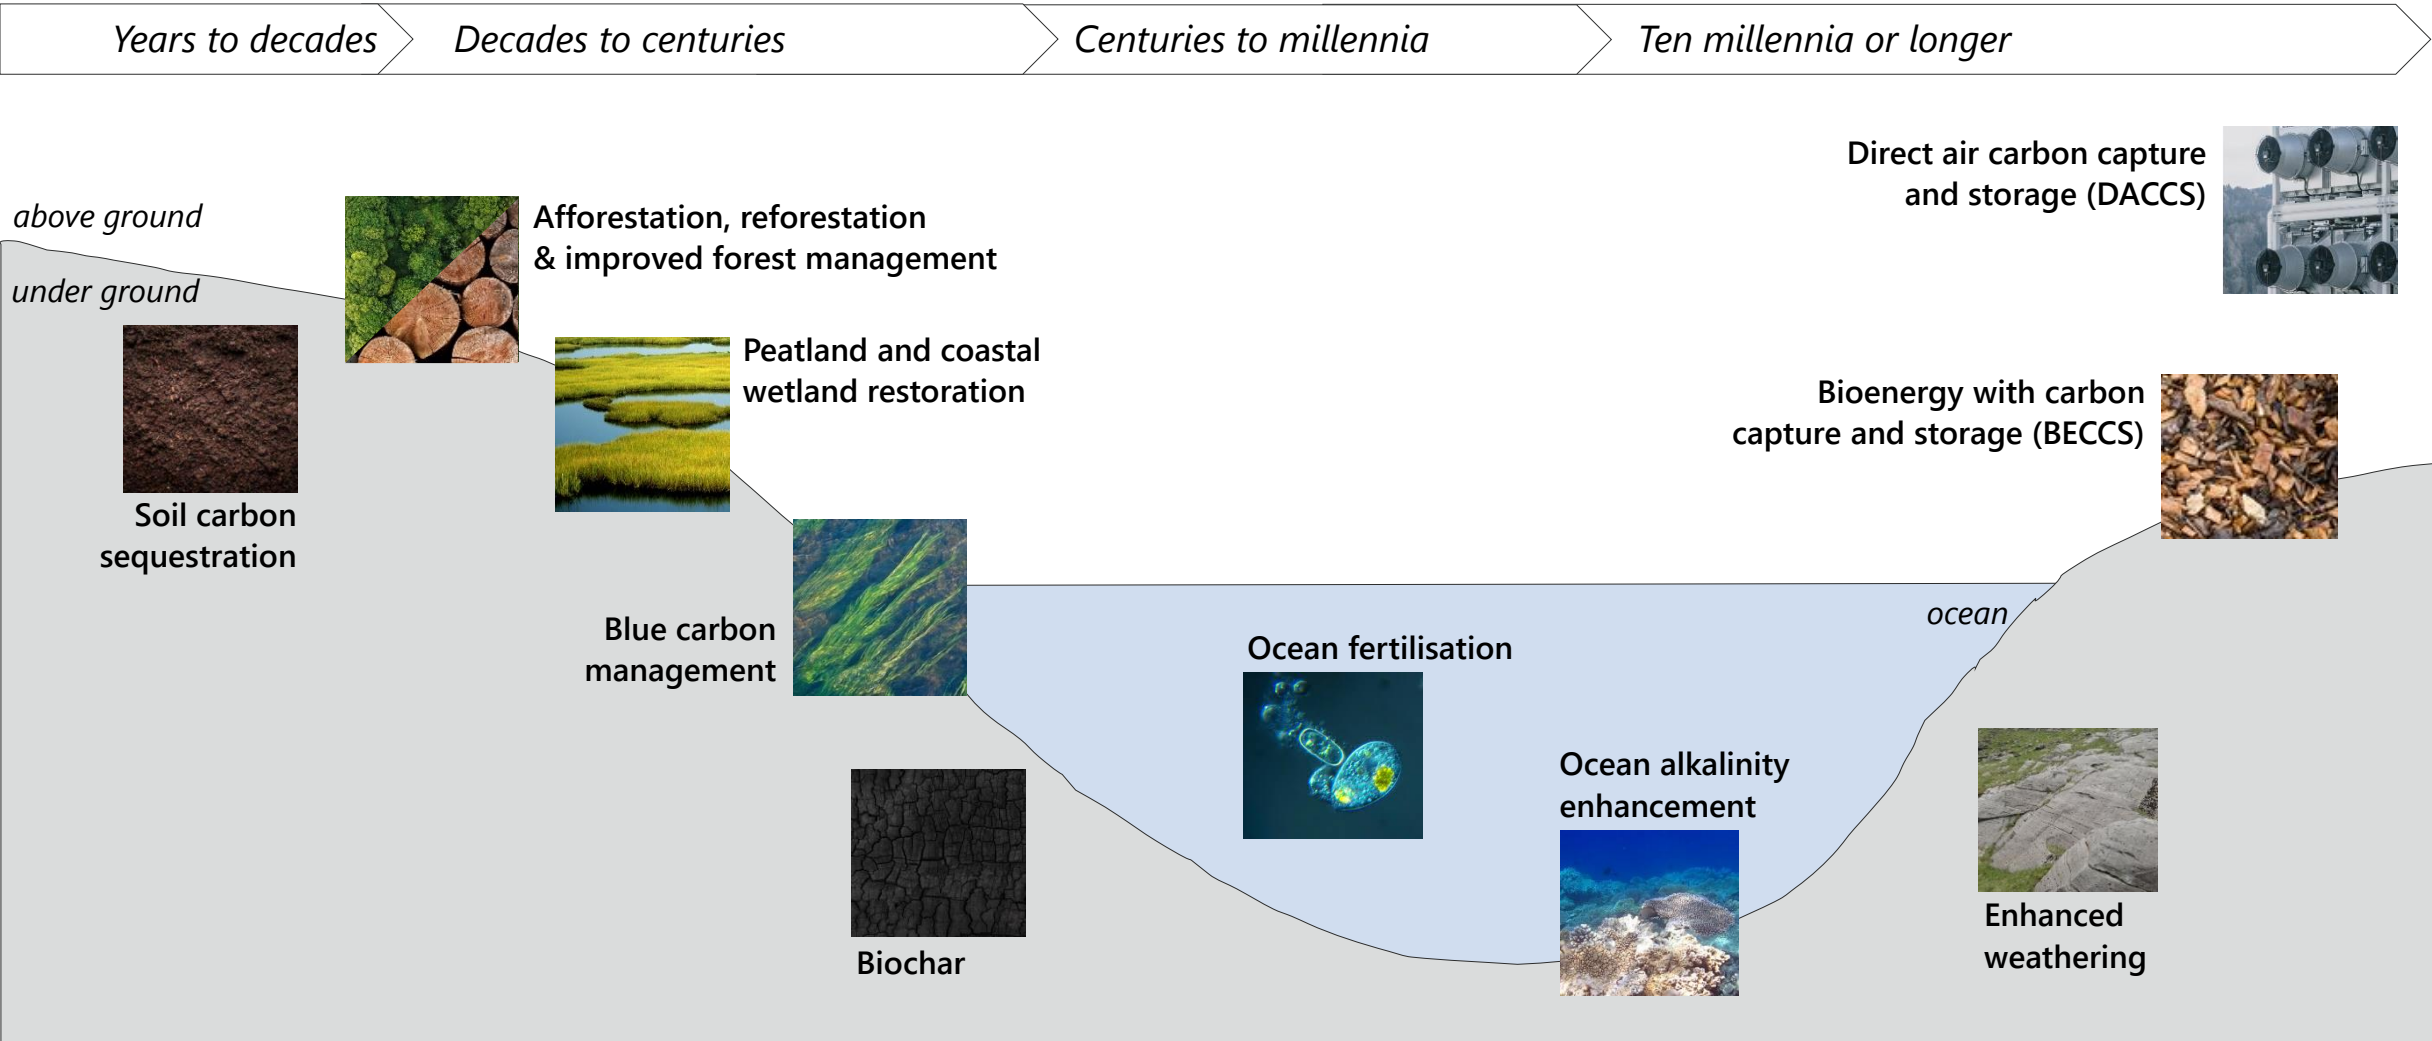 Years to decades
Decades to centuries
Centuries to millennia
Ten millennia or longer
Direct air carbon capture
and storage (DACCS)
above ground
Afforestation, reforestation
& improved forest management
under ground
Peatland and coastal
wetland restoration
Bioenergy with carbon
capture and storage (BECCS)
Soil carbon
sequestration
ocean
Blue carbon
management
Ocean fertilisation
Ocean alkalinity
enhancement
Enhanced
weathering
Biochar